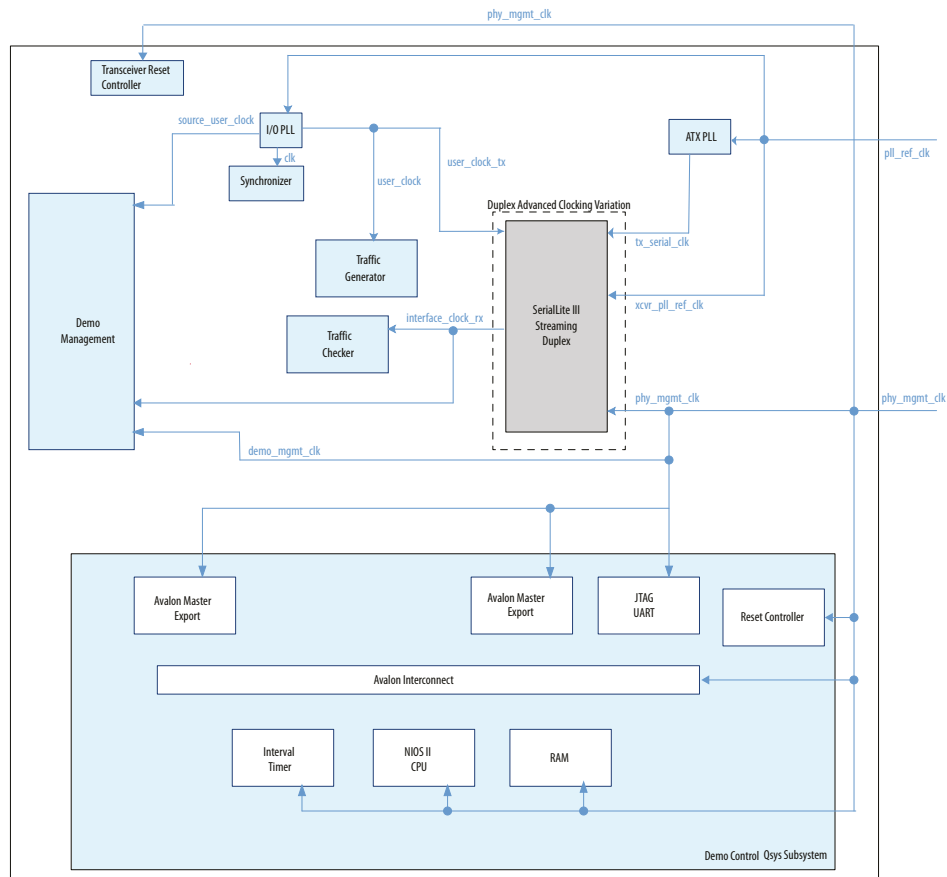 phy_mgmt_clk
Transceiver Reset
Controller
source_user_clock
I/O PLL
ATX PLL
pll_ref_clk
clk
user_clock_tx
Synchronizer
user_clock
Duplex Advanced Clocking Variation
tx_serial_clk
Traffic
Generator
xcvr_pll_ref_clk
SerialLite III
Streaming
Duplex
interface_clock_rx
Demo
Management
Traffic
Checker
phy_mgmt_clk
phy_mgmt_clk
demo_mgmt_clk
Avalon Master
Export
Avalon Master
Export
JTAG
UART
Reset Controller
Avalon Interconnect
Interval
Timer
NIOS II
CPU
RAM
Demo Control Qsys Subsystem